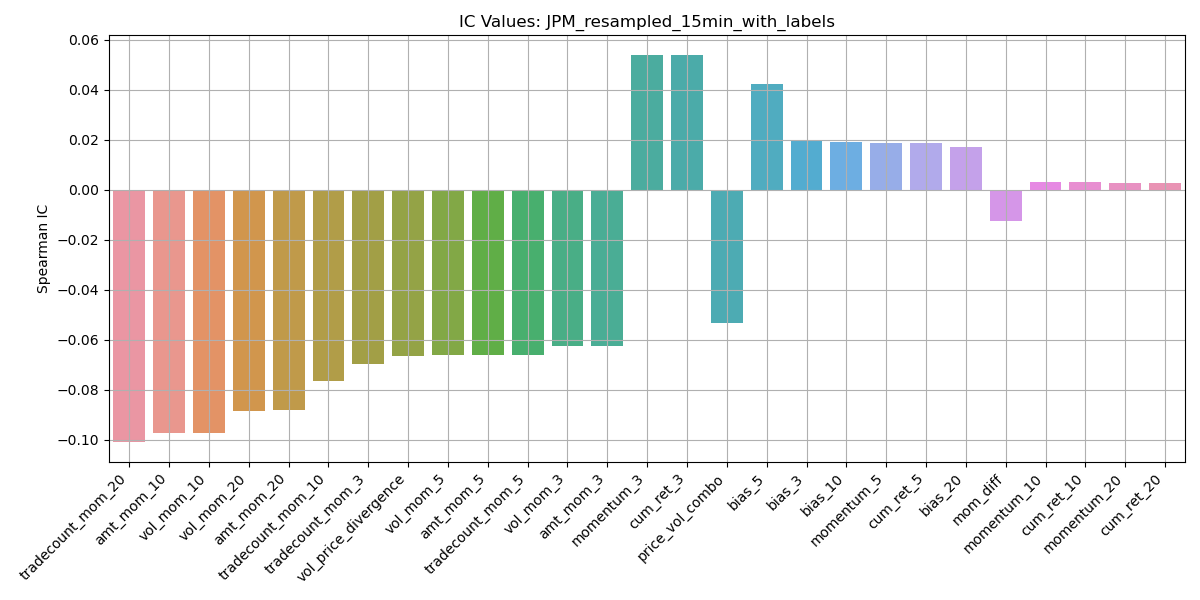 IC Values: JPM_resampled_15min_with_labels
Spearman IC
0.06
0.04
0.02
0.00
−0.02
−0.04
−0.06
−0.08
−0.10
tradecount_mom_20
amt_mom_10
vol_mom_10
vol_mom_20
amt_mom_20
tradecount_mom_10
tradecount_mom_3
vol_price_divergence
vol_mom_5
amt_mom_5
tradecount_mom_5
vol_mom_3
amt_mom_3
momentum_3
cum_ret_3
price_vol_combo
bias_5
bias_3
bias_10
momentum_5
cum_ret_5
bias_20
mom_diff
momentum_10
cum_ret_10
momentum_20
cum_ret_20